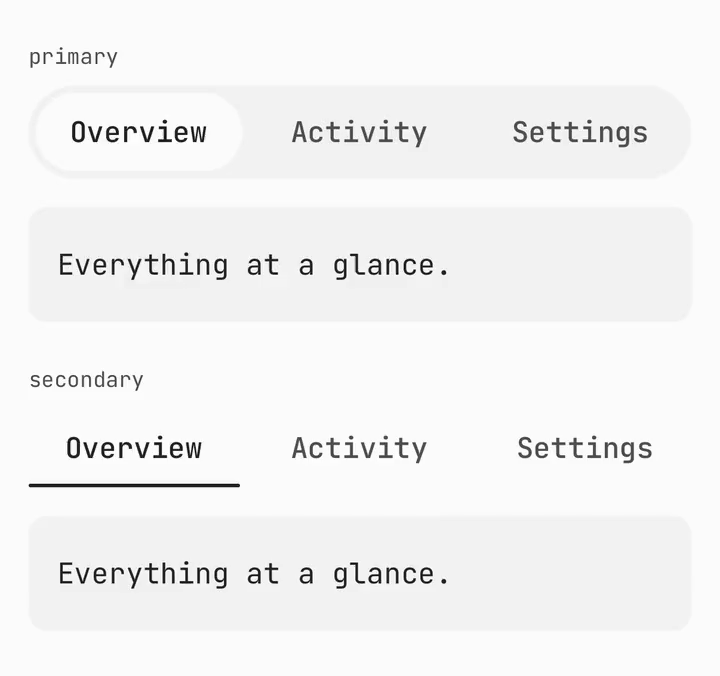 primary
Overview Activity Settings
Everything at a glance.
secondary
Overview Activity Settings
Everything at a glance.